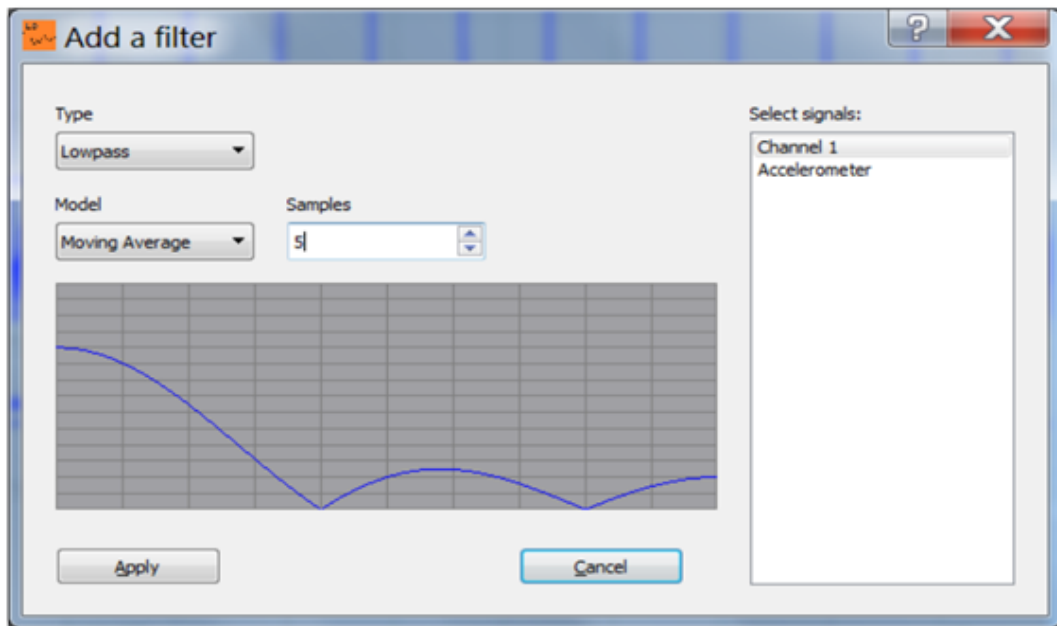 Add a filter
?
X
Type
Select signals:
Lowpass
Channel 1
Accelerometer
Model
Samples
Moving Average
5
Apply
Cancel